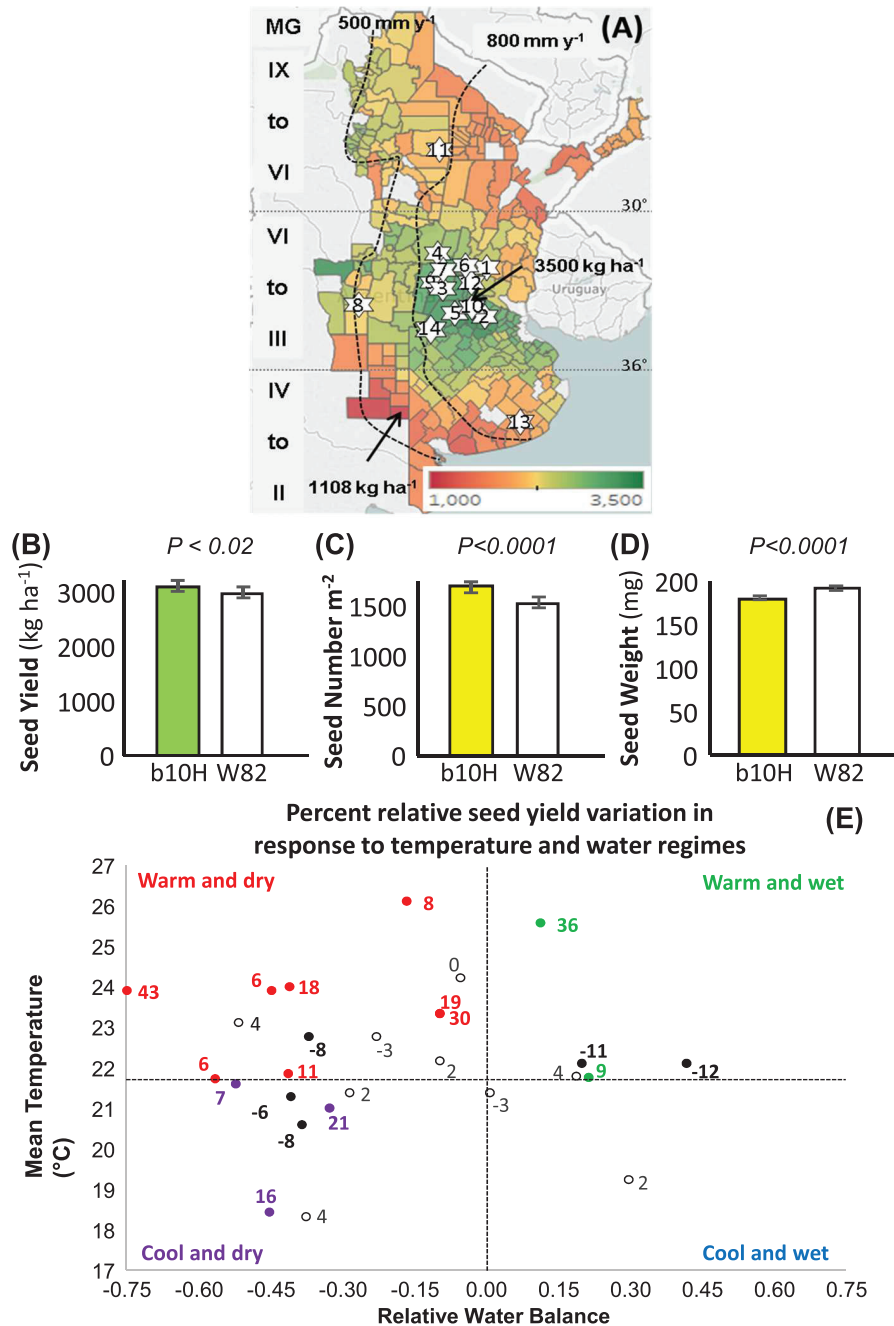 (A)
MG
500 mm y⁻¹
800 mm y⁻¹
IX
to
VI
11
30°
VI
4
7
6
1
3500 kg ha⁻¹
3
12
to
8
10
Uruguay
5
2
III
14
36°
IV
13
to
1108 kg ha⁻¹
II
1,000
3,500
(B)
P < 0.02
(C)
P<0.0001
(D)
P<0.0001
Seed Yield (kg ha⁻¹)
3000
2000
1000
0
b10H
W82
Seed Number m⁻²
1500
1000
500
0
b10H
W82
Seed Weight (mg)
200
150
100
50
0
b10H
W82
Percent relative seed yield variation in
response to temperature and water regimes
(E)
Mean Temperature
(°C)
27
26
25
24
23
22
21
20
19
18
17
Warm and dry
Warm and wet
8
36
0
43
6
18
19
30
4
-8
-3
2
-11
-12
6
11
4
9
7
2
-3
-6
21
-8
2
16
4
Cool and dry
Cool and wet
-0.75
-0.60
-0.45
-0.30
-0.15
0.00
0.15
0.30
0.45
0.60
0.75
Relative Water Balance